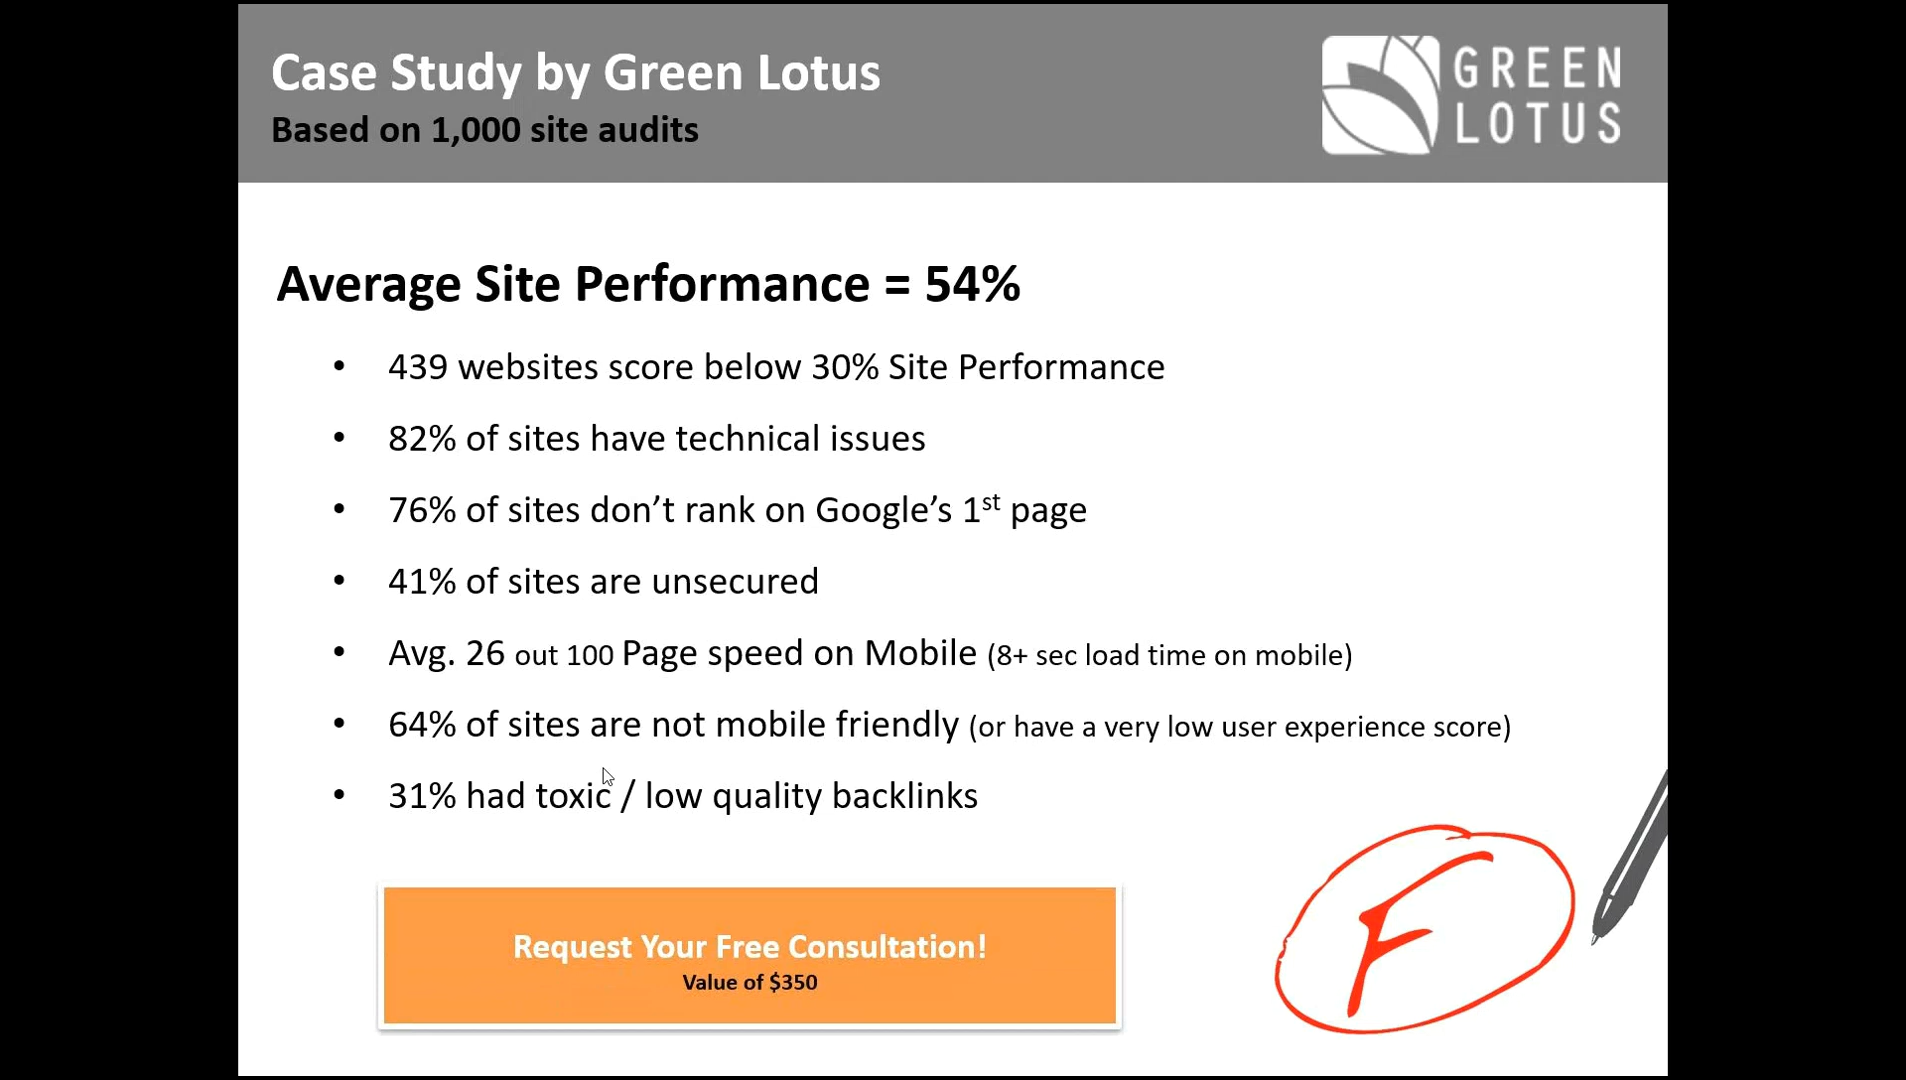 Case Study by Green Lotus
Based on 1,000 site audits
GREEN
LOTUS
Average Site Performance = 54%
• 439 websites score below 30% Site Performance
• 82% of sites have technical issues
• 76% of sites don’t rank on Google’s 1st page
• 41% of sites are unsecured
• Avg. 26 out 100 Page speed on Mobile (8+ sec load time on mobile)
• 64% of sites are not mobile friendly (or have a very low user experience score)
• 31% had toxic / low quality backlinks
Request Your Free Consultation!
Value of $350
F